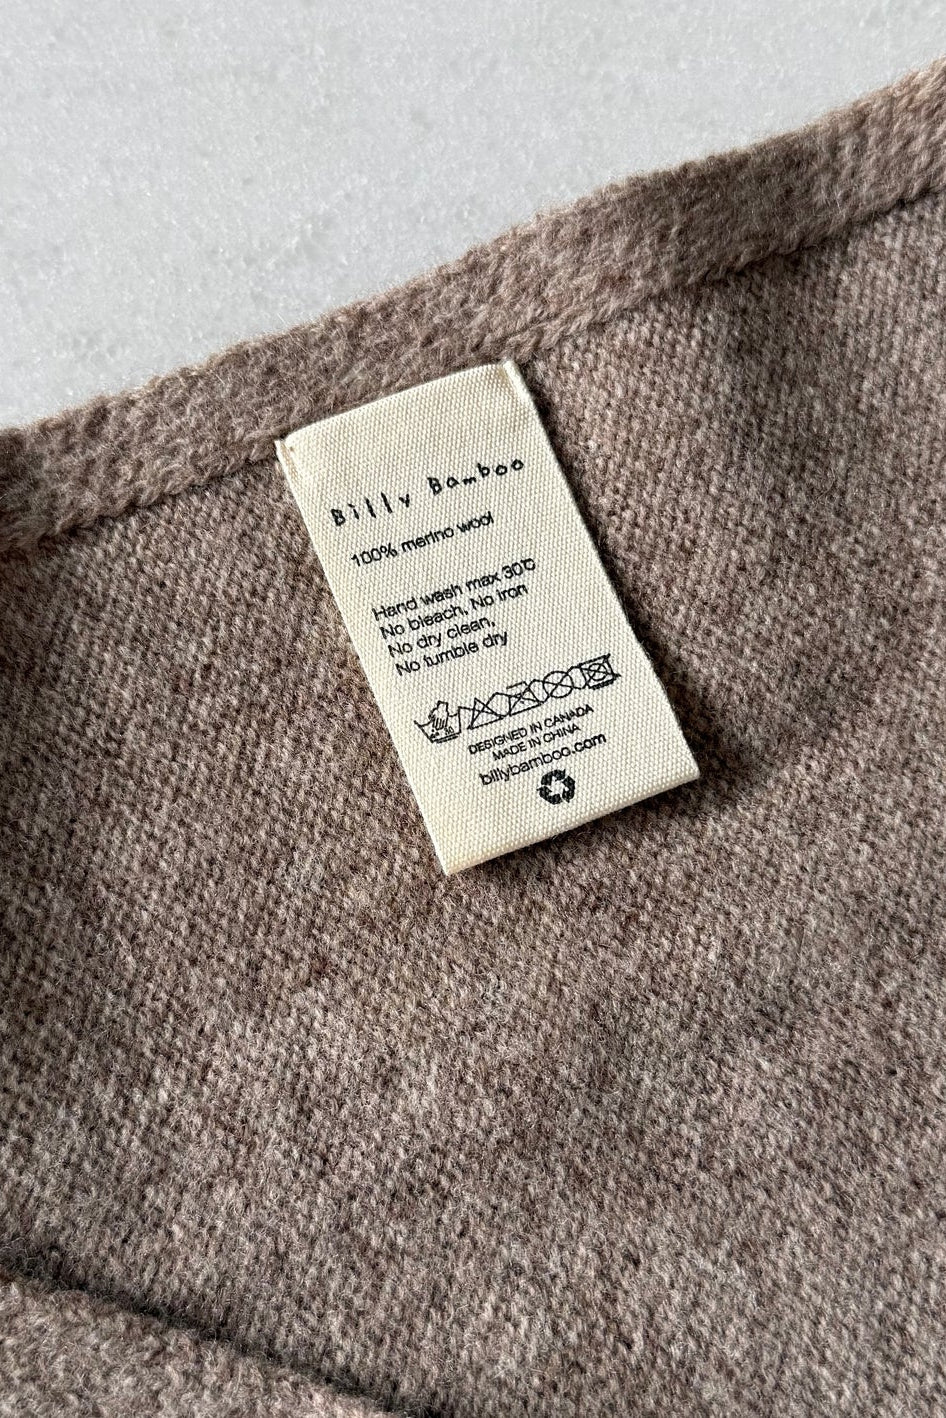 Billy Bamboo
100% merino wool
Hand wash max 30℃
No bleach, No iron
No dry clean,
No tumble dry
DESIGNED IN CANADA
MADE IN CHINA
billybamboo.com